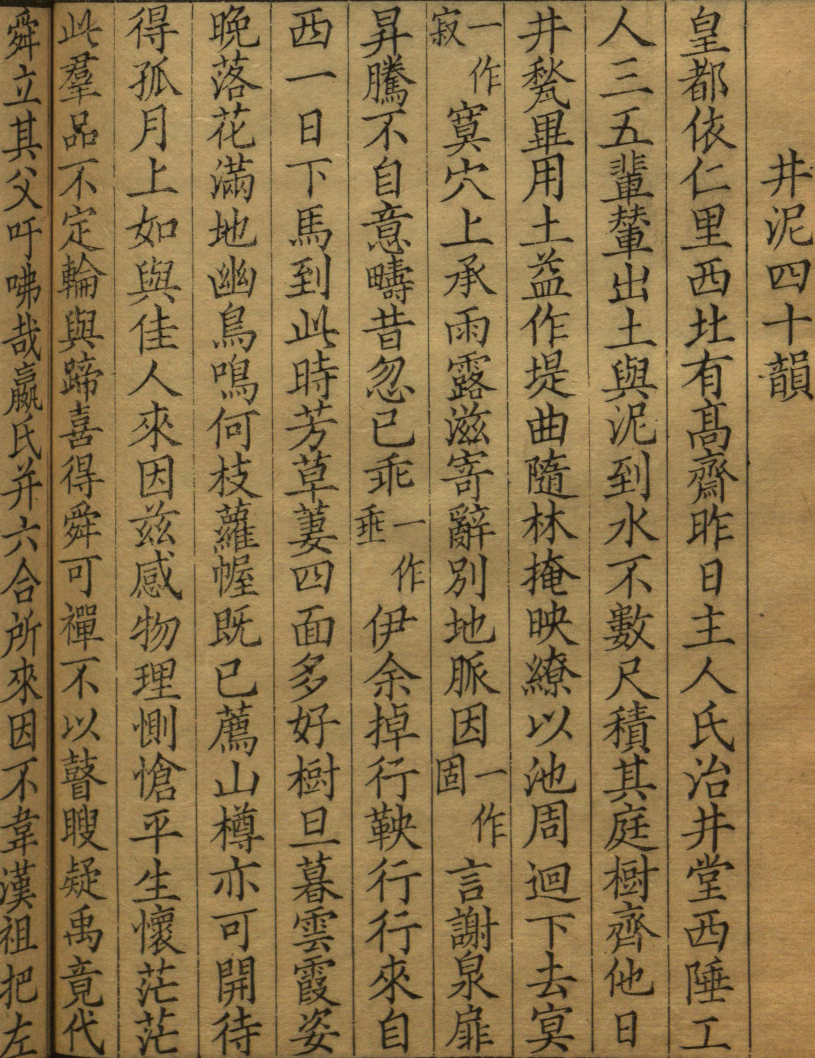 井泥四十韻
皇都依仁里西北有髙齋昨日主人氏治井堂西陲工
人三五輩輦出土與泥到水不數尺積其庭樹齊他日
井甃畢用土益作堤曲隨林掩映繚以池周迴下去冥
寂一作寞穴上承雨露滋寄辭別地脈因固一作言謝泉扉
昇騰不自意疇昔忽已乖垂一作伊余掉行鞅行行來自
西一日下馬到此時芳草萋四面多好樹旦暮雲霞姿
晚落花滿地幽鳥鳴何枝蘿幄既已薦山樽亦可開待
得孤月上如與佳人來因茲感物理惻愴平生懷茫茫
此羣品不定輪與蹄喜得舜可禪不以瞽瞍疑禹竟代
舜立其父吁咈哉嬴氏并六合所來因不韋漢祖把左